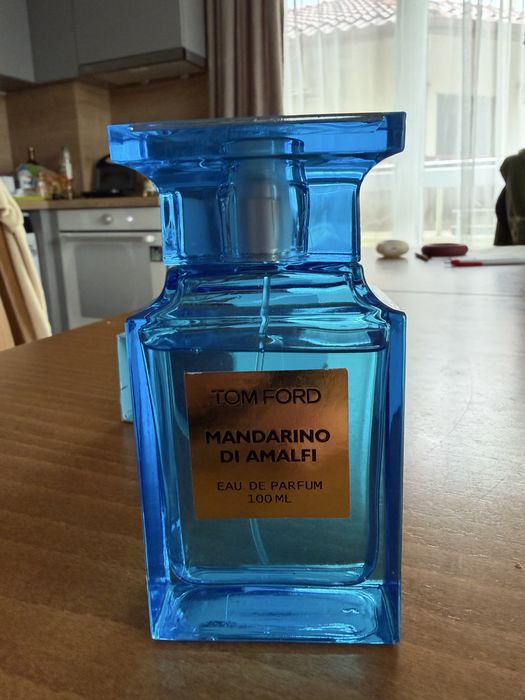 TOM FORD
MANDARINO
DI AMALFI
EAU DE PARFUM
100 ML